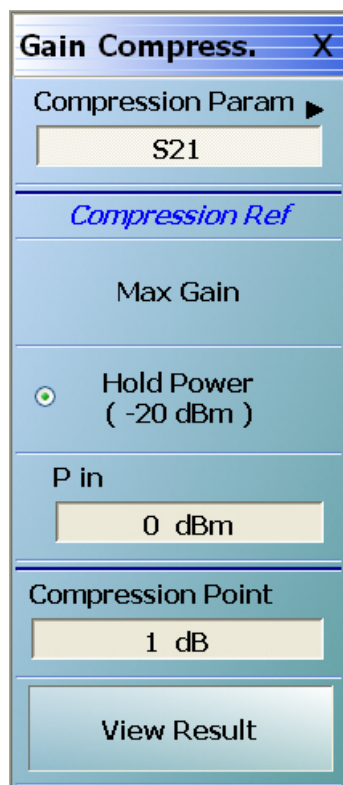 Gain Compress. X
Compression Param
S21
Compression Ref
Max Gain
Hold Power
( -20 dBm )
P in
0 dBm
Compression Point
1 dB
View Result